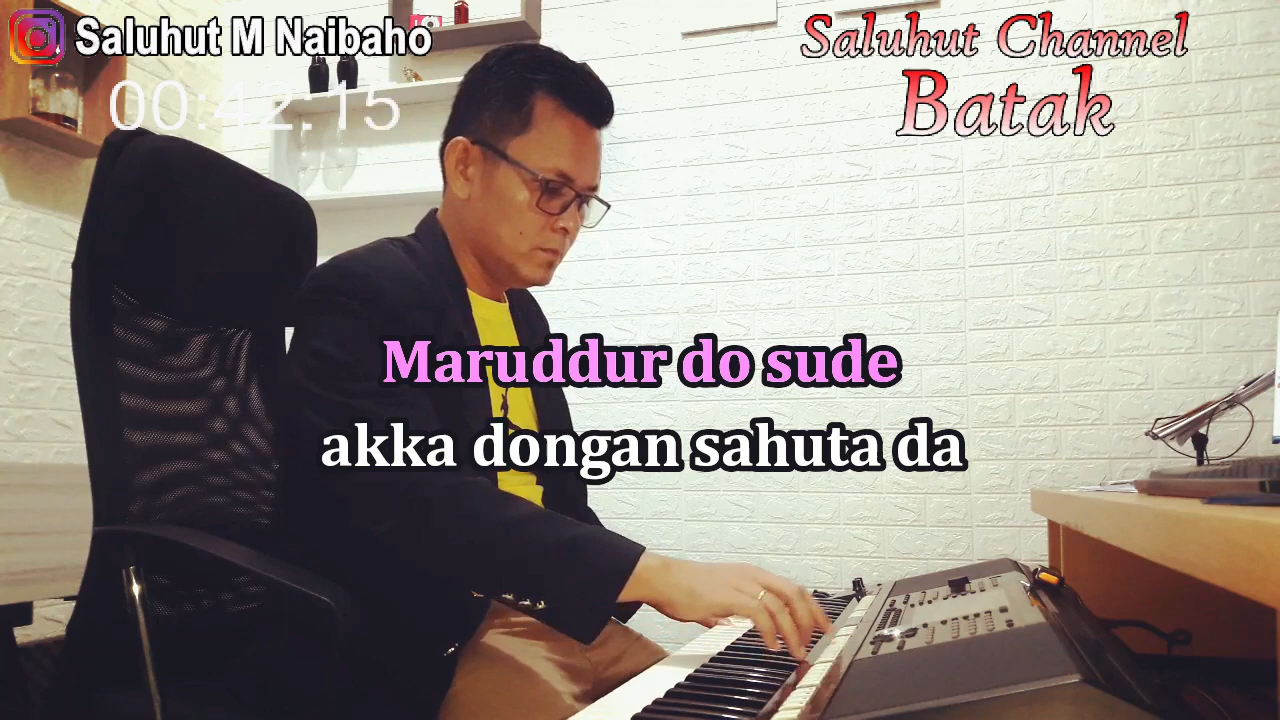 Saluhut M Naibaho
Saluhut Channel
Batak
00:42:15
Maruddur do sude
akka dongan sahuta da